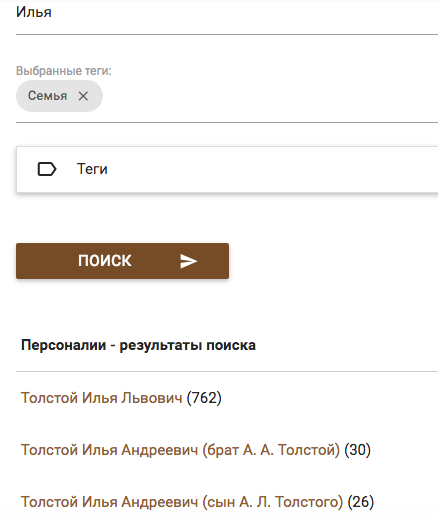 Илья
Выбранные теги:
Семья
Теги
ПОИСК
Персоналии - результаты поиска
Толстой Илья Львович (762)
Толстой Илья Андреевич (брат А. А. Толстой) (30)
Толстой Илья Андреевич (сын А. Л. Толстого) (26)